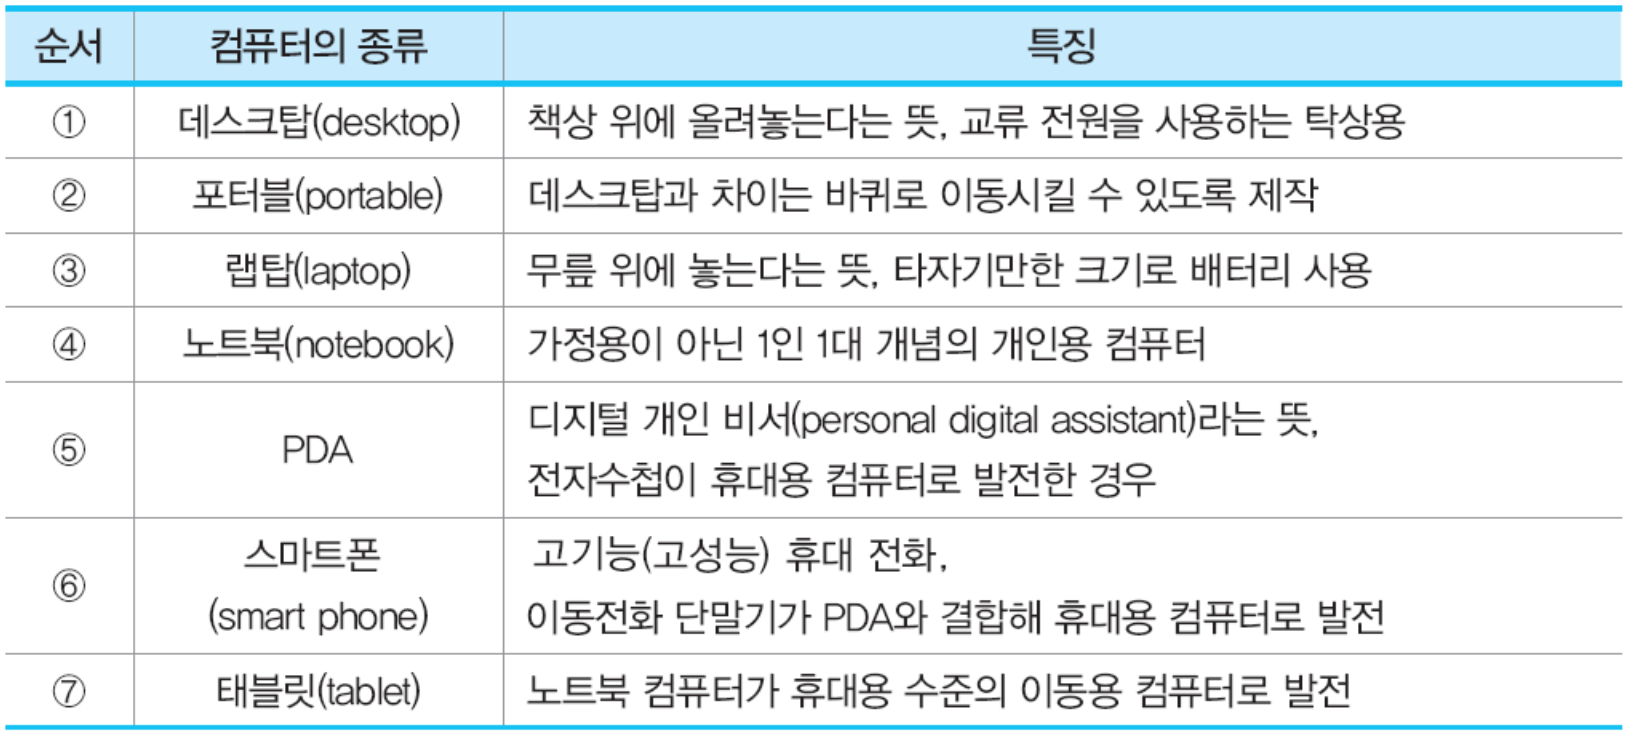 순서 컴퓨터의 종류 특징
① 데스크탑(desktop) 책상 위에 올려놓는다는 뜻, 교류 전원을 사용하는 탁상용
② 포터블(portable) 데스크탑과 차이는 바퀴로 이동시킬 수 있도록 제작
③ 랩탑(laptop) 무릎 위에 놓는다는 뜻, 타자기만한 크기로 배터리 사용
④ 노트북(notebook) 가정용이 아닌 1인 1대 개념의 개인용 컴퓨터
⑤ PDA 디지털 개인 비서(personal digital assistant)라는 뜻,
전자수첩이 휴대용 컴퓨터로 발전한 경우
⑥ 스마트폰 고기능(고성능) 휴대 전화,
(smart phone) 이동전화 단말기가 PDA와 결합해 휴대용 컴퓨터로 발전
⑦ 태블릿(tablet) 노트북 컴퓨터가 휴대용 수준의 이동용 컴퓨터로 발전